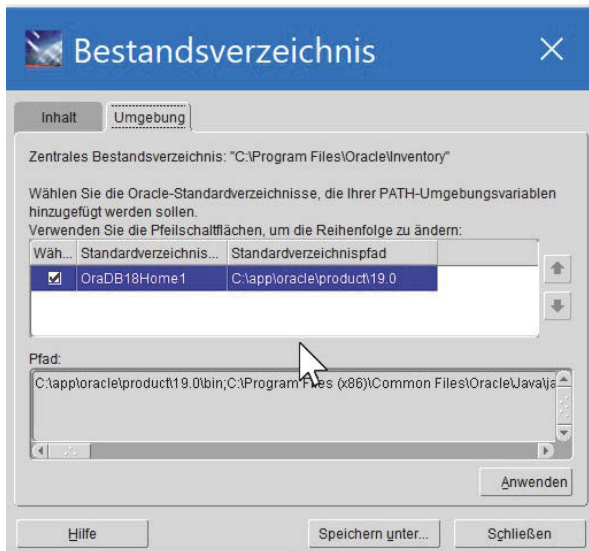 Bestandsverzeichnis
Inhalt Umgebung
Zentrales Bestandsverzeichnis: "C:\Program Files\Oracle\Inventory"
Wählen Sie die Oracle-Standardverzeichnisse, die Ihrer PATH-Umgebungsvariablen
hinzugefügt werden sollen.
Verwenden Sie die Pfeilschaltflächen, um die Reihenfolge zu ändern:
Wäh... Standardverzeichnis... Standardverzeichnispfad
OraDB18Home1 C:\app\oracle\product\19.0
Pfad:
C:\app\oracle\product\19.0\bin;C:\Program Files (x86)\Common Files\Oracle\Java\ja
Anwenden
Hilfe Speichern unter... Schließen